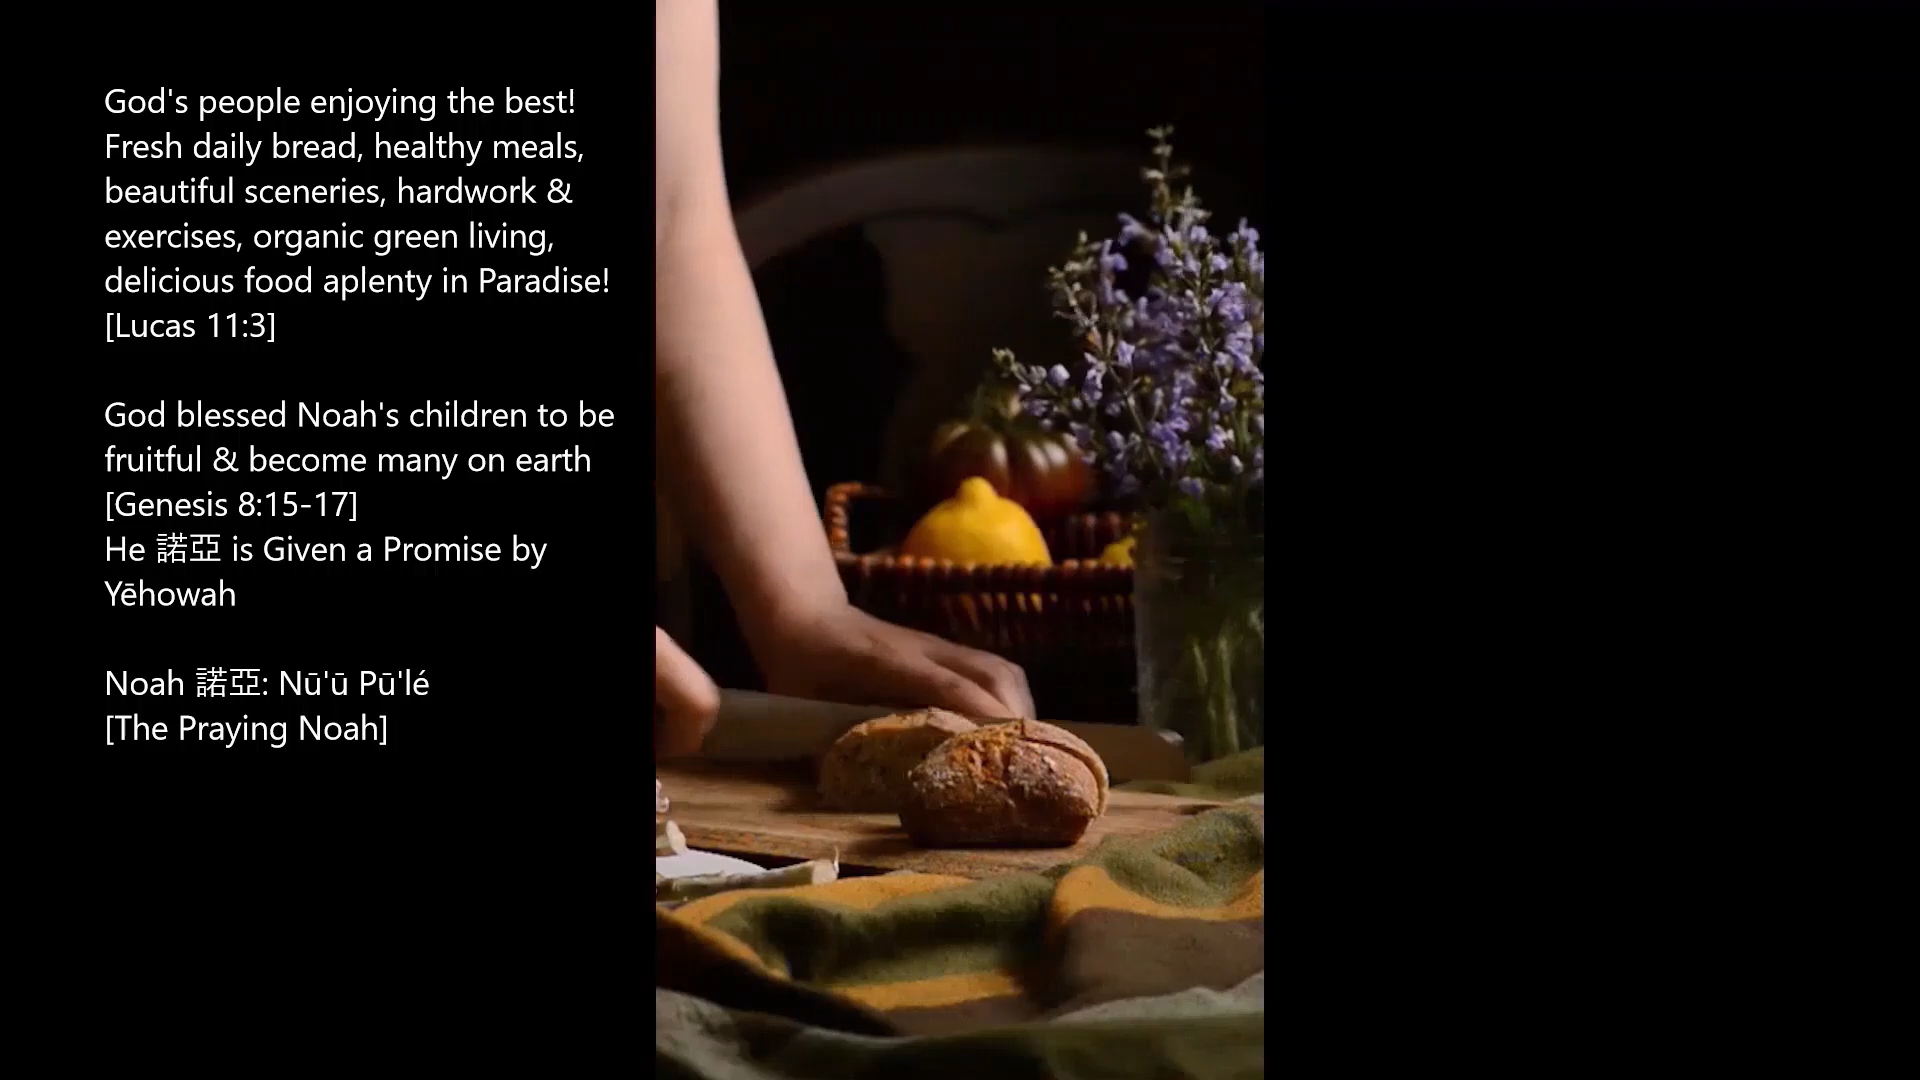 God's people enjoying the best!
Fresh daily bread, healthy meals,
beautiful sceneries, hardwork &
exercises, organic green living,
delicious food aplenty in Paradise!
[Lucas 11:3]
God blessed Noah's children to be
fruitful & become many on earth
[Genesis 8:15-17]
He 諾亞 is Given a Promise by
Yēhowah
Noah 諾亞: Nū'ū Pū'lé
[The Praying Noah]